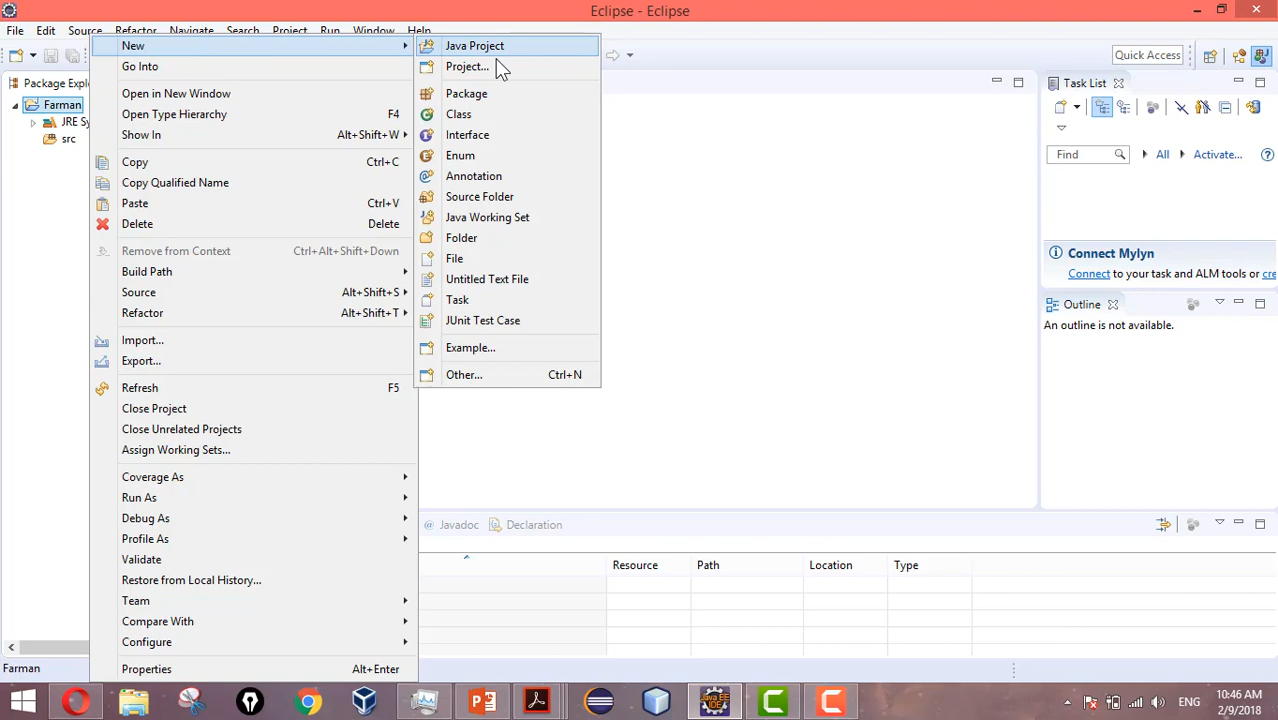 Eclipse - Eclipse
File Edit Source Refactor Navigate Search Project Run Window Help
Quick Access
Package Expl
Farman
JRE Sy
src
New
Go Into
Open in New Window
Open Type Hierarchy F4
Show In Alt+Shift+W
Copy Ctrl+C
Copy Qualified Name
Paste Ctrl+V
Delete Delete
Remove from Context Ctrl+Alt+Shift+Down
Build Path
Source Alt+Shift+S
Refactor Alt+Shift+T
Import...
Export...
Refresh F5
Close Project
Close Unrelated Projects
Assign Working Sets...
Coverage As
Run As
Debug As
Profile As
Validate
Restore from Local History...
Team
Compare With
Configure
Properties Alt+Enter
Java Project
Project...
Package
Class
Interface
Enum
Annotation
Source Folder
Java Working Set
Folder
File
Untitled Text File
Task
JUnit Test Case
Example...
Other... Ctrl+N
Task List
Find All Activate...
Connect Mylyn
Connect to your task and ALM tools or cre
Outline
An outline is not available.
@ Javadoc Declaration
Resource Path Location Type
Farman
Java EE
IDE
ENG
10:46 AM
2/9/2018